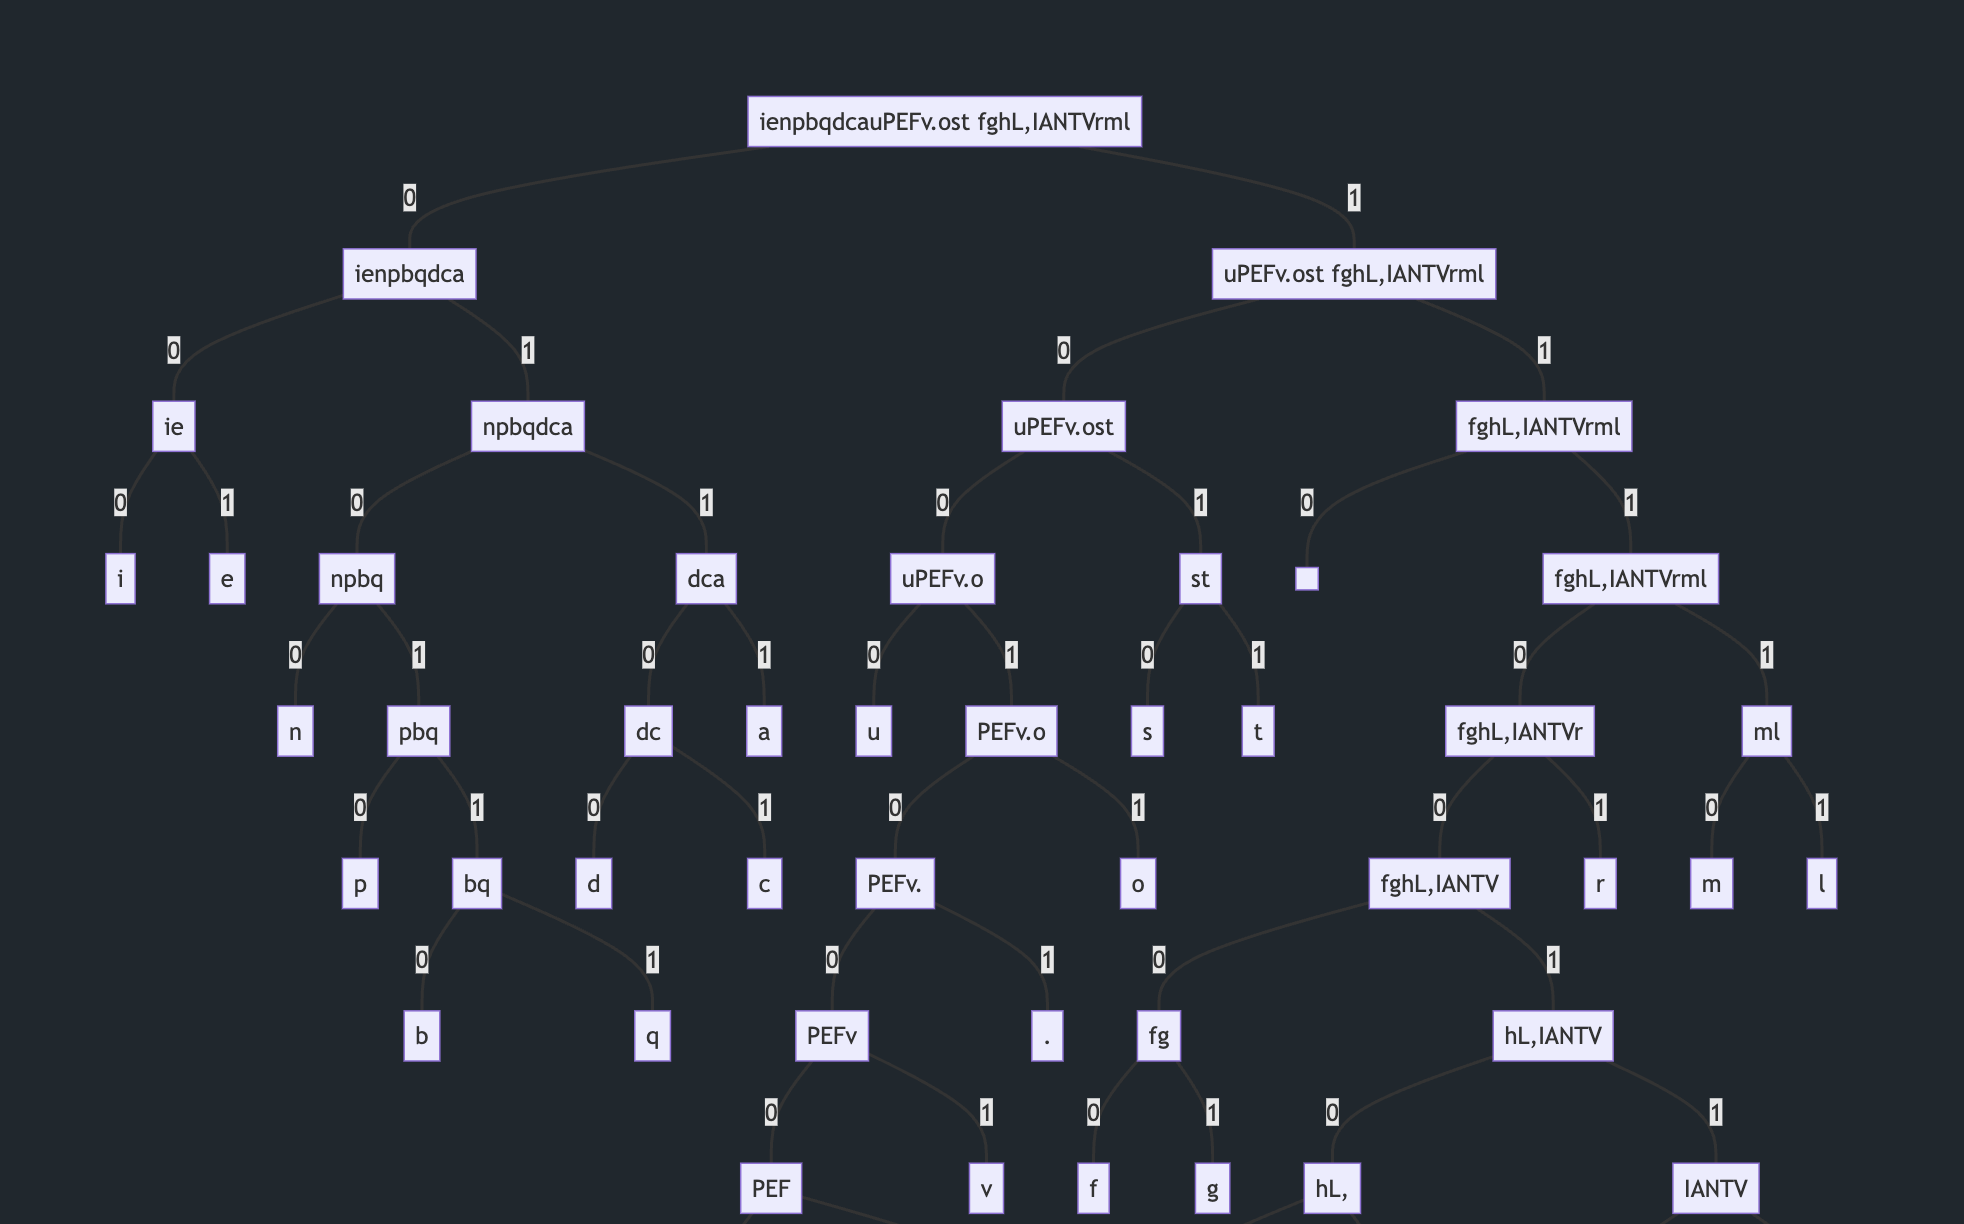 ienpbqdcauPEFv.ost fghL,IANTVrml
0 1
ienpbqdca uPEFv.ost fghL,IANTVrml
0 1 0 1
ie npbqdca uPEFv.ost fghL,IANTVrml
0 1 0 1 0 1 0 1
i e npbq dca uPEFv.o st fghL,IANTVrml
0 1 0 1 0 1 0 1 0 1
n pbq dc a u PEFv.o s t fghL,IANTVr ml
0 1 0 1 0 1 0 1 0 1
p bq d c PEFv. o fghL,IANTV r m l
0 1 0 1 0 1
b q PEFv . fg hL,IANTV
0 1 0 1 0 1
PEF v f g hL, IANTV